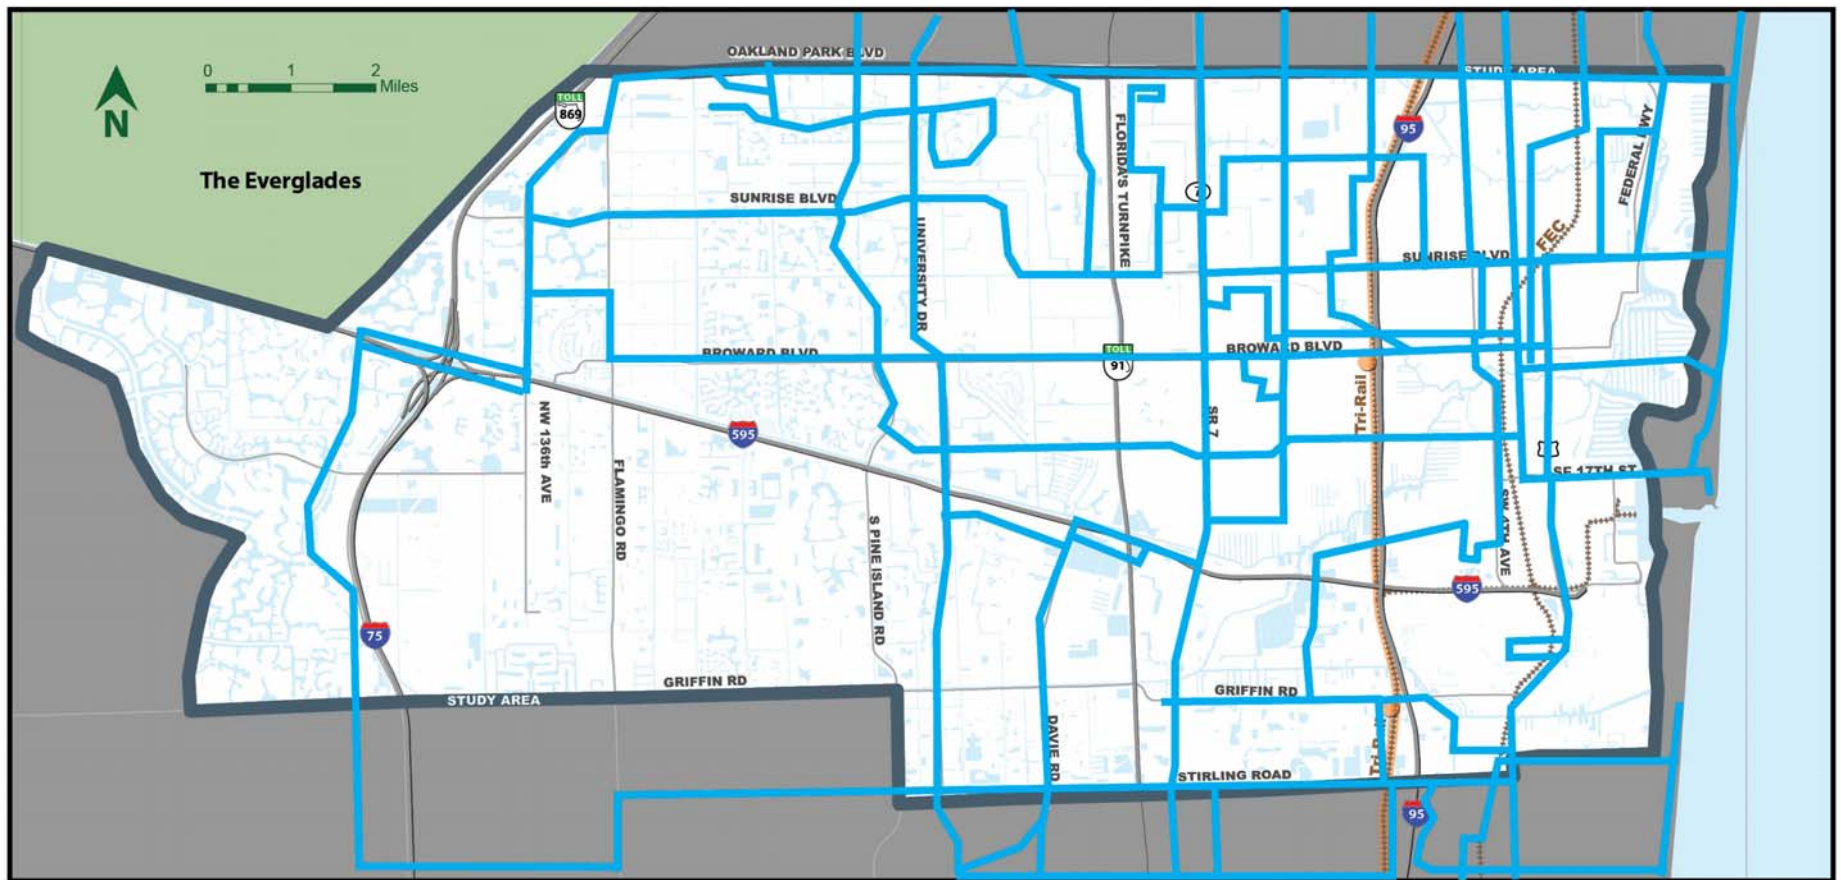 OAKLAND PARK BLVD
STUDY AREA
0 1 2
Miles
N
TOLL
869
95
The Everglades
FLORIDA'S TURNPIKE
7
FEDERAL HWY
SUNRISE BLVD
UNIVERSITY DR
FEC
SUNRISE BLVD
BROWARD BLVD
TOLL
91
BROWARD BLVD
Tri-Rail
NW 136th AVE
595
SR 7
1
SE 17TH ST
FLAMINGO RD
S PINE ISLAND RD
SW 4TH AVE
595
75
GRIFFIN RD
STUDY AREA
GRIFFIN RD
DAVIE RD
Tri-Rail
STIRLING ROAD
95